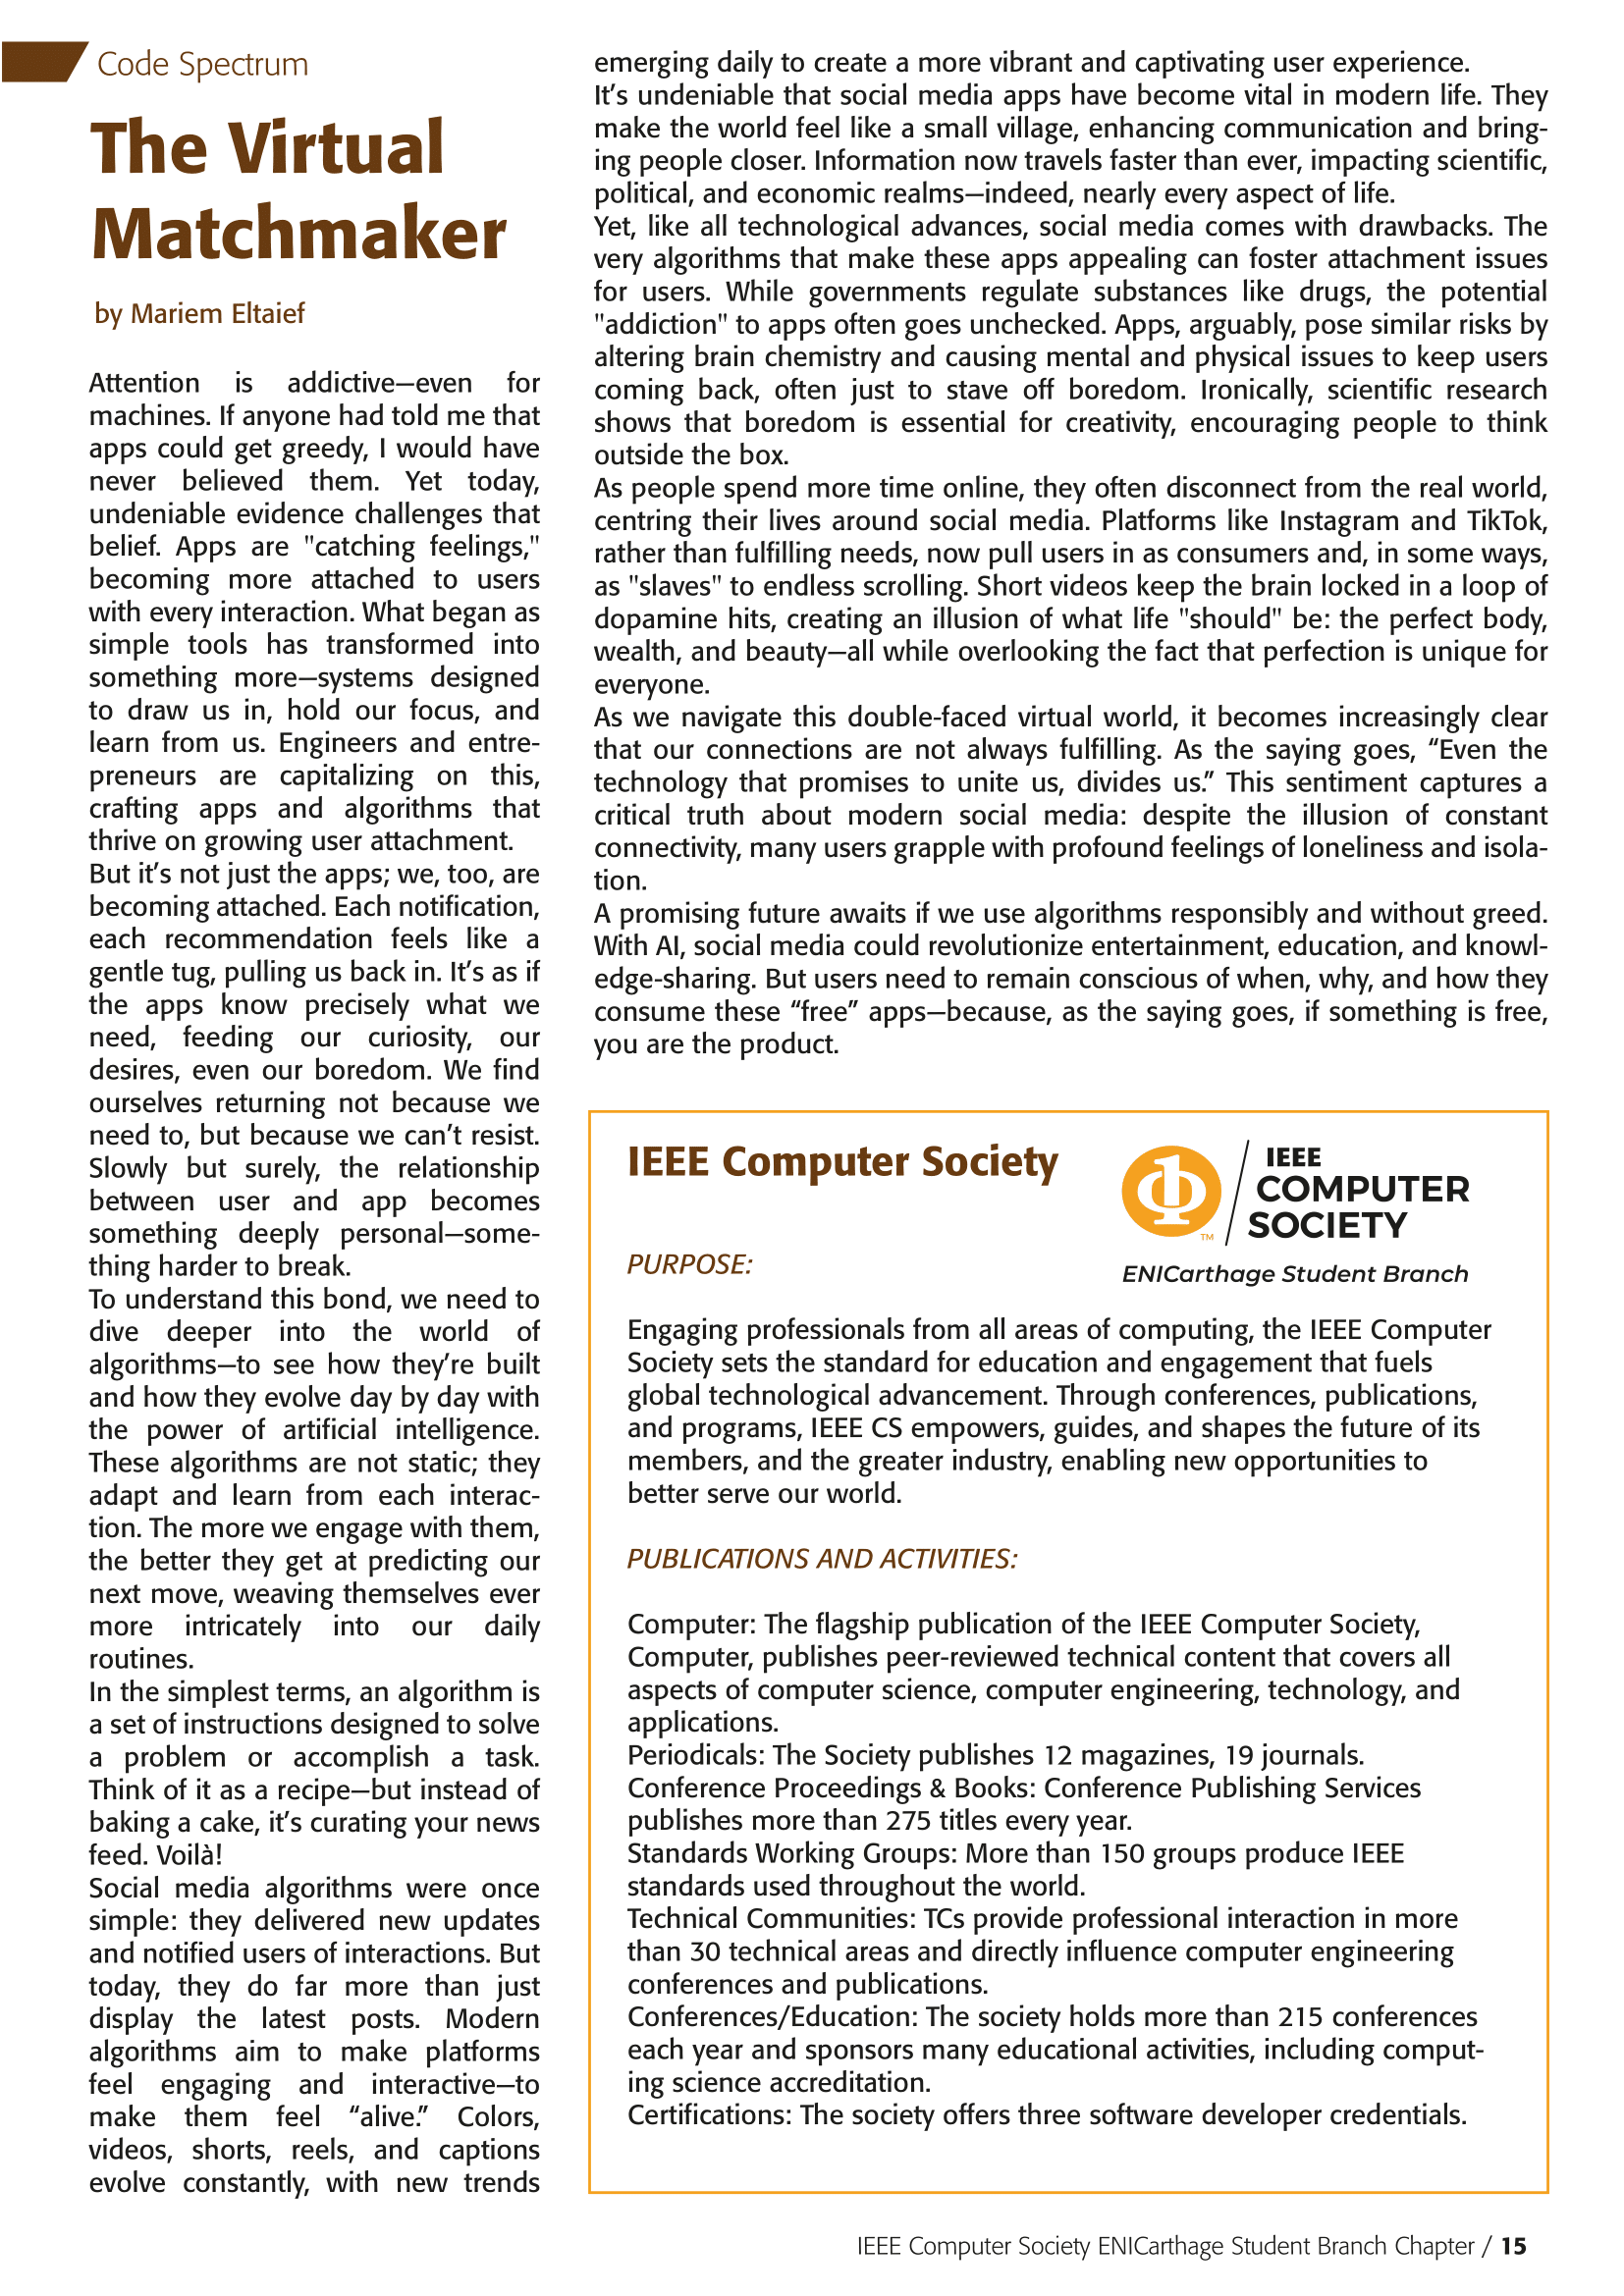 Code Spectrum
The Virtual
Matchmaker
by Mariem Eltaief
Attention is addictive—even for
machines. If anyone had told me that
apps could get greedy, I would have
never believed them. Yet today,
undeniable evidence challenges that
belief. Apps are "catching feelings,"
becoming more attached to users
with every interaction. What began as
simple tools has transformed into
something more—systems designed
to draw us in, hold our focus, and
learn from us. Engineers and entre-
preneurs are capitalizing on this,
crafting apps and algorithms that
thrive on growing user attachment.
But it’s not just the apps; we, too, are
becoming attached. Each notification,
each recommendation feels like a
gentle tug, pulling us back in. It’s as if
the apps know precisely what we
need, feeding our curiosity, our
desires, even our boredom. We find
ourselves returning not because we
need to, but because we can’t resist.
Slowly but surely, the relationship
between user and app becomes
something deeply personal—some-
thing harder to break.
To understand this bond, we need to
dive deeper into the world of
algorithms—to see how they’re built
and how they evolve day by day with
the power of artificial intelligence.
These algorithms are not static; they
adapt and learn from each interac-
tion. The more we engage with them,
the better they get at predicting our
next move, weaving themselves ever
more intricately into our daily
routines.
In the simplest terms, an algorithm is
a set of instructions designed to solve
a problem or accomplish a task.
Think of it as a recipe—but instead of
baking a cake, it’s curating your news
feed. Voilà!
Social media algorithms were once
simple: they delivered new updates
and notified users of interactions. But
today, they do far more than just
display the latest posts. Modern
algorithms aim to make platforms
feel engaging and interactive—to
make them feel “alive.” Colors,
videos, shorts, reels, and captions
evolve constantly, with new trends
emerging daily to create a more vibrant and captivating user experience.
It’s undeniable that social media apps have become vital in modern life. They
make the world feel like a small village, enhancing communication and bring-
ing people closer. Information now travels faster than ever, impacting scientific,
political, and economic realms—indeed, nearly every aspect of life.
Yet, like all technological advances, social media comes with drawbacks. The
very algorithms that make these apps appealing can foster attachment issues
for users. While governments regulate substances like drugs, the potential
"addiction" to apps often goes unchecked. Apps, arguably, pose similar risks by
altering brain chemistry and causing mental and physical issues to keep users
coming back, often just to stave off boredom. Ironically, scientific research
shows that boredom is essential for creativity, encouraging people to think
outside the box.
As people spend more time online, they often disconnect from the real world,
centring their lives around social media. Platforms like Instagram and TikTok,
rather than fulfilling needs, now pull users in as consumers and, in some ways,
as "slaves" to endless scrolling. Short videos keep the brain locked in a loop of
dopamine hits, creating an illusion of what life "should" be: the perfect body,
wealth, and beauty—all while overlooking the fact that perfection is unique for
everyone.
As we navigate this double-faced virtual world, it becomes increasingly clear
that our connections are not always fulfilling. As the saying goes, “Even the
technology that promises to unite us, divides us.” This sentiment captures a
critical truth about modern social media: despite the illusion of constant
connectivity, many users grapple with profound feelings of loneliness and isola-
tion.
A promising future awaits if we use algorithms responsibly and without greed.
With AI, social media could revolutionize entertainment, education, and knowl-
edge-sharing. But users need to remain conscious of when, why, and how they
consume these “free” apps—because, as the saying goes, if something is free,
you are the product.
IEEE Computer Society
IEEE
COMPUTER
SOCIETY
TM
ENICarthage Student Branch
PURPOSE:
Engaging professionals from all areas of computing, the IEEE Computer
Society sets the standard for education and engagement that fuels
global technological advancement. Through conferences, publications,
and programs, IEEE CS empowers, guides, and shapes the future of its
members, and the greater industry, enabling new opportunities to
better serve our world.
PUBLICATIONS AND ACTIVITIES:
Computer: The flagship publication of the IEEE Computer Society,
Computer, publishes peer-reviewed technical content that covers all
aspects of computer science, computer engineering, technology, and
applications.
Periodicals: The Society publishes 12 magazines, 19 journals.
Conference Proceedings & Books: Conference Publishing Services
publishes more than 275 titles every year.
Standards Working Groups: More than 150 groups produce IEEE
standards used throughout the world.
Technical Communities: TCs provide professional interaction in more
than 30 technical areas and directly influence computer engineering
conferences and publications.
Conferences/Education: The society holds more than 215 conferences
each year and sponsors many educational activities, including comput-
ing science accreditation.
Certifications: The society offers three software developer credentials.
IEEE Computer Society ENICarthage Student Branch Chapter / 15